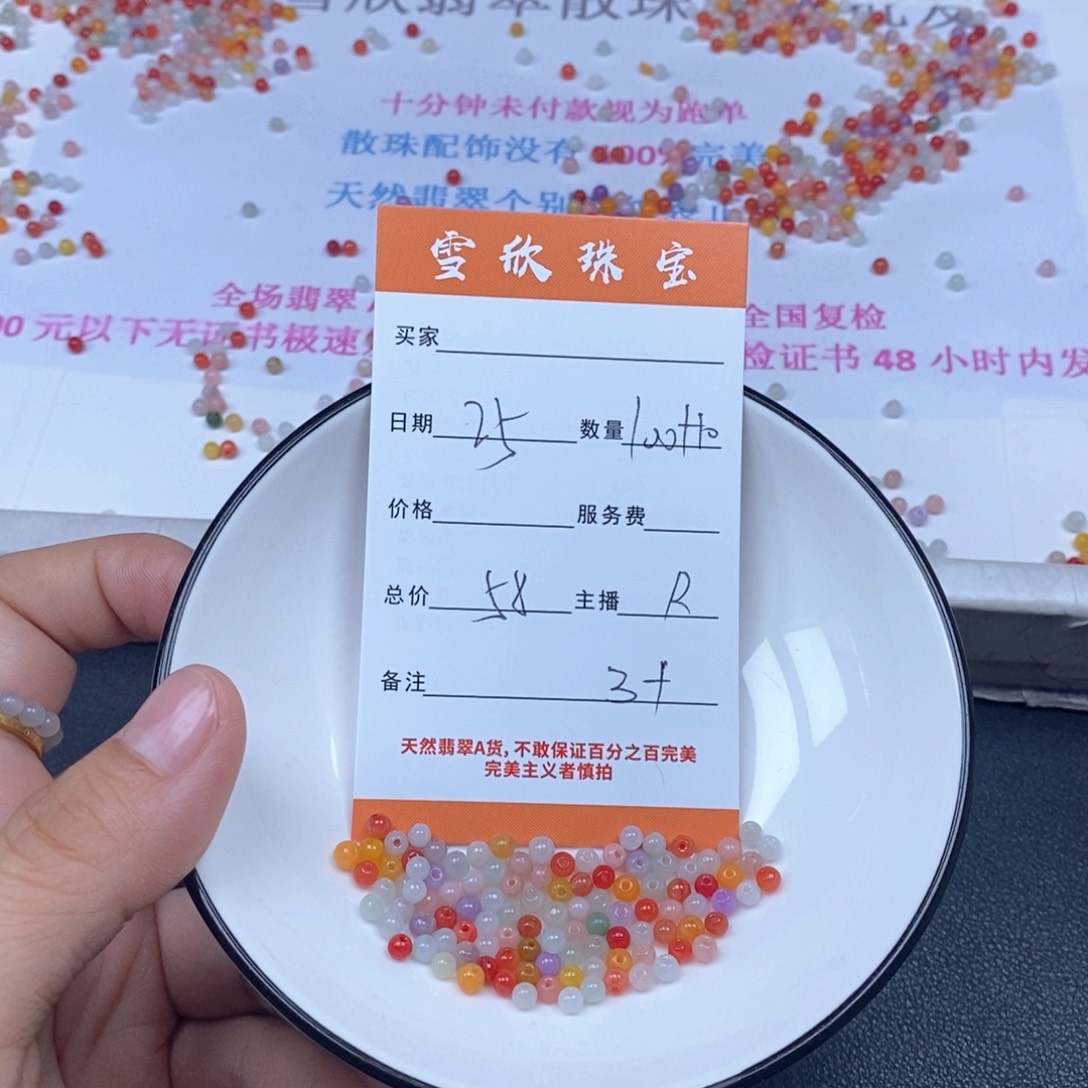 十分钟未付款视为跑单
散珠配饰没有100%完美
天然翡翠个别
全场翡翠
全国复检
00元以下无证书极速
检证书48小时内发
雪欣珠宝
买家
日期 25 数量 100+10
价格 服务费
总价 58 主播 R
备注 3+
天然翡翠A货,不敢保证百分之百完美
完美主义者慎拍